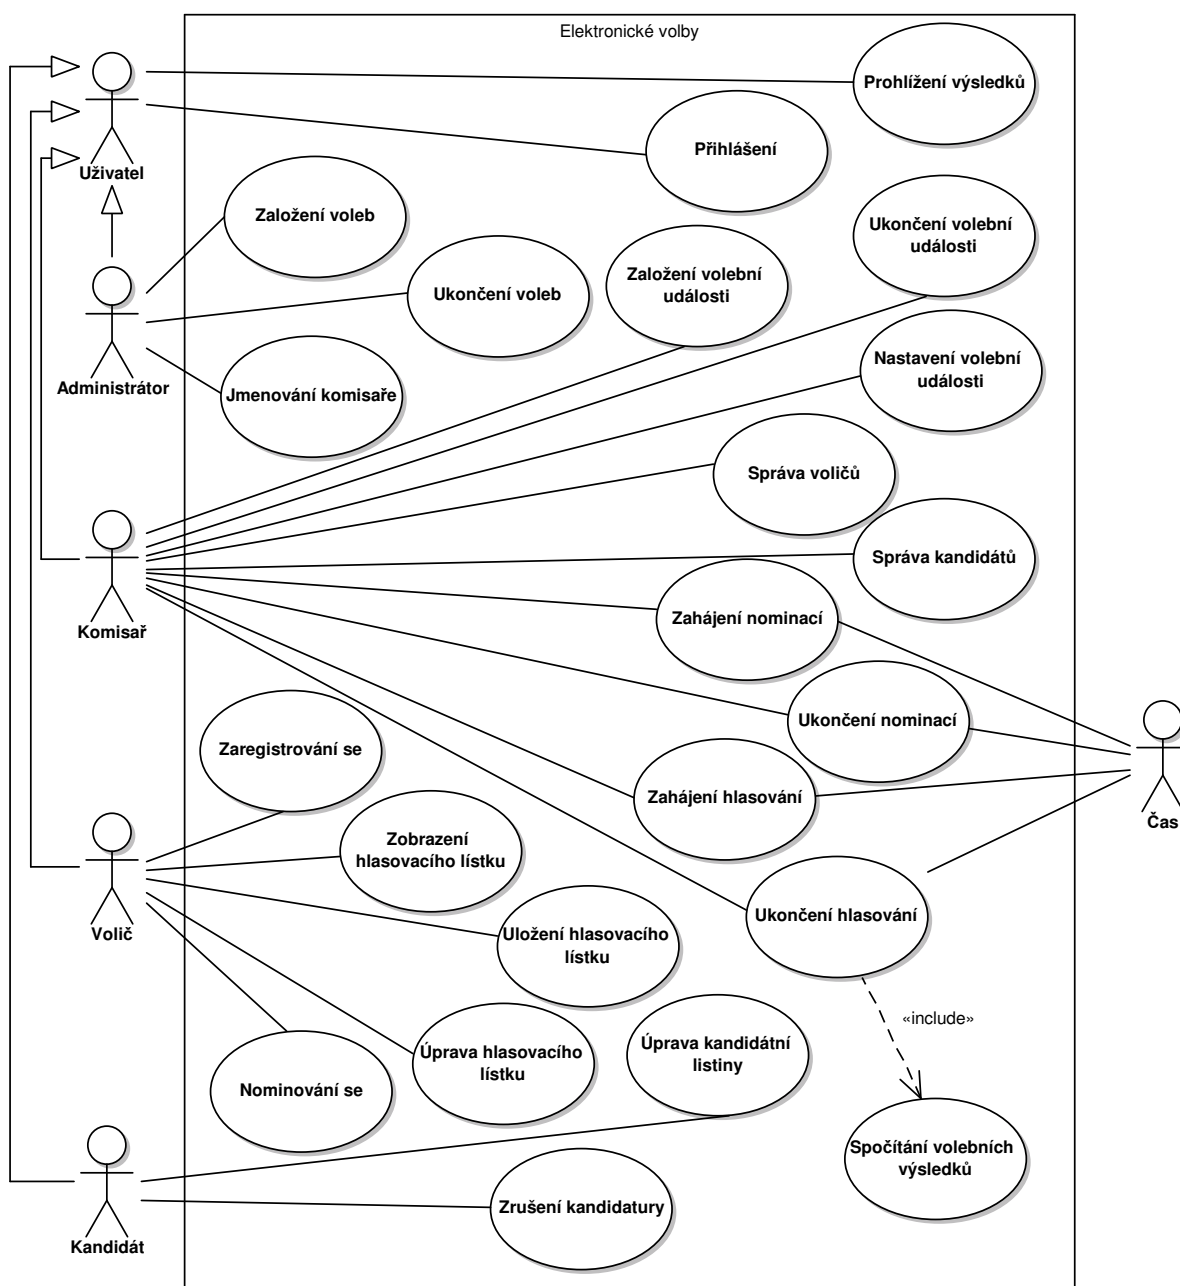 Elektronické volby
Prohlížení výsledků
Přihlášení
Uživatel
Založení voleb
Ukončení volební
události
Založení volební
události
Ukončení voleb
Nastavení volební
události
Administrátor
Jmenování komisaře
Správa voličů
Správa kandidátů
Komisař
Zahájení nominací
Ukončení nominací
Zaregistrování se
Zahájení hlasování
Čas
Zobrazení
hlasovacího lístku
Volič
Ukončení hlasování
Uložení hlasovacího
lístku
«include»
Úprava kandidátní
listiny
Úprava hlasovacího
lístku
Nominování se
Spočítání volebních
výsledků
Zrušení kandidatury
Kandidát